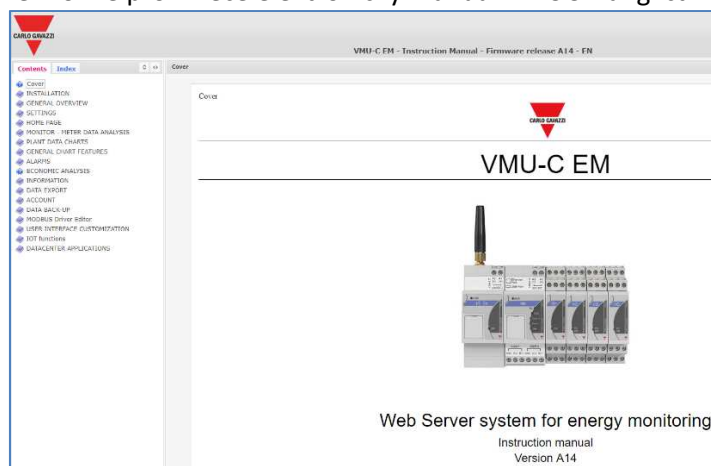 CARLO GAVAZZI
VMU-C EM - Instruction Manual - Firmware release A14 - EN
Contents Index
Cover
Cover
INSTALLATION
GENERAL OVERVIEW
SETTINGS
HOME PAGE
MONITOR - METER DATA ANALYSIS
PLANT DATA CHARTS
GENERAL CHART FEATURES
ALARMS
ECONOMIC ANALYSIS
INFORMATION
DATA EXPORT
ACCOUNT
DATA BACK-UP
MODBUS Driver Editor
USER INTERFACE CUSTOMIZATION
IOT functions
DATACENTER APPLICATIONS
Cover
CARLO GAVAZZI
VMU-C EM
Web Server system for energy monitoring
Instruction manual
Version A14